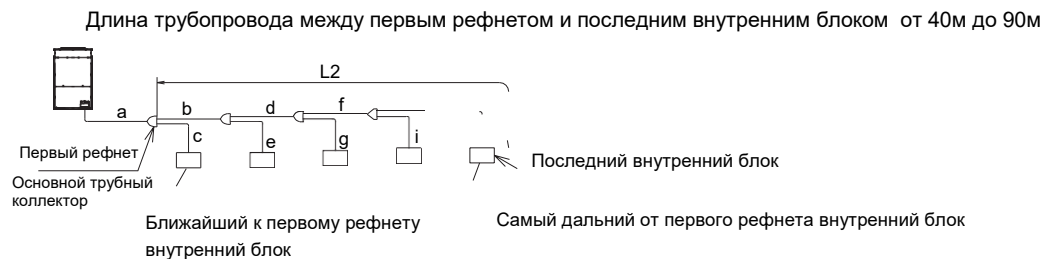 Длина трубопровода между первым рефнетом и последним внутренним блоком от 40м до 90м
L2
a
b
d
f
c
e
g
i
Первый рефнет
Последний внутренний блок
Основной трубный
коллектор
Ближайший к первому рефнету
внутренний блок
Самый дальний от первого рефнета внутренний блок